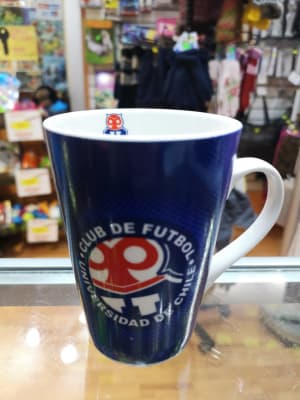 CLUB DE FUTBOL
UNIVERSIDAD DE CHILE